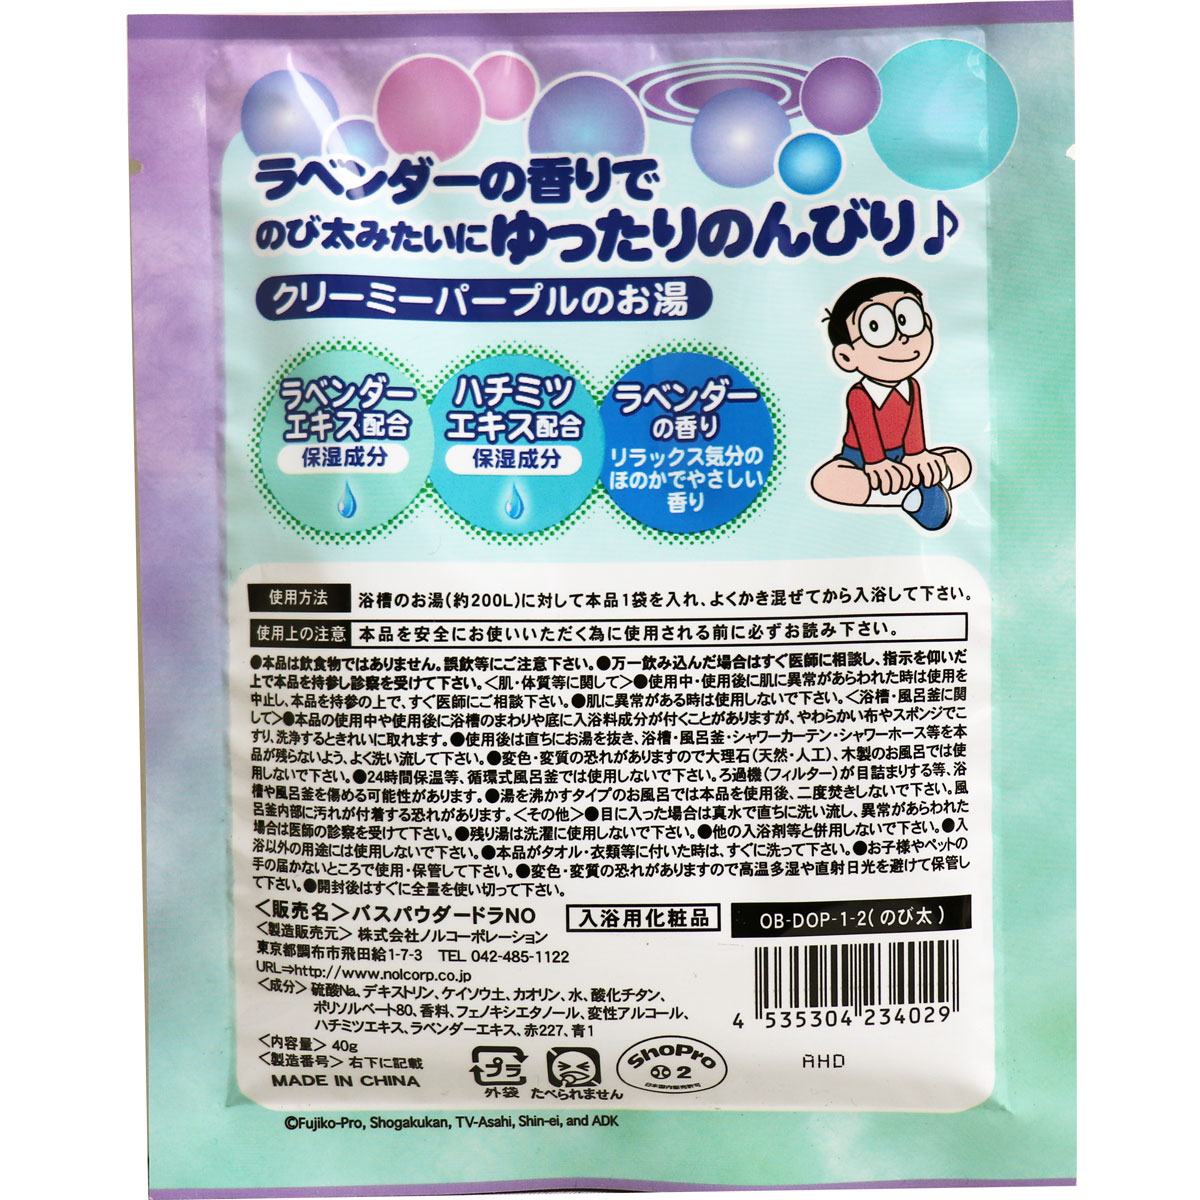 ラベンダーの香りで
のび太みたいにゆったりのんびり♪
クリーミーパープルのお湯
ラベンダー
エキス配合
保湿成分
ハチミツ
エキス配合
保湿成分
ラベンダー
の香り
リラックス気分の
ほのかでやさしい
香り
使用方法 浴槽のお湯(約200L)に対して本品1袋を入れ、よくかき混ぜてから入浴して下さい。
使用上の注意 本品を安全にお使いいただく為に使用される前に必ずお読み下さい。
●本品は飲食物ではありません。誤飲等にご注意下さい。●万一飲み込んだ場合はすぐ医師に相談し、指示を仰いだ
上で本品を持参し診察を受けて下さい。<肌・体質等に関して>●使用中・使用後に肌に異常があらわれた時は使用を
中止し、本品を持参の上で、すぐ医師にご相談下さい。●肌に異常がある時は使用しないで下さい。<浴槽・風呂釜に関
して>●本品の使用中や使用後に浴槽のまわりや底に入浴料成分が付くことがありますが、やわらかい布やスポンジでこ
すり、洗浄するときれいに取れます。●使用後は直ちにお湯を抜き、浴槽・風呂釜・シャワーカーテン・シャワーホース等を本
品が残らないよう、よく洗い流して下さい。●変色・変質の恐れがありますので大理石(天然・人工)、木製のお風呂では使
用しないで下さい。●24時間保温等、循環式風呂釜では使用しないで下さい。ろ過機(フィルター)が目詰まりする等、浴
槽や風呂釜を傷める可能性があります。●湯を沸かすタイプのお風呂では本品を使用後、二度焚きしないで下さい。風
呂釜内部に汚れが付着する恐れがあります。<その他>●目に入った場合は真水で直ちに洗い流し、異常があらわれた
場合は医師の診察を受けて下さい。●残り湯は洗濯に使用しないで下さい。●他の入浴剤等と併用しないで下さい。●入
浴以外の用途には使用しないで下さい。●本品がタオル・衣類等に付いた時は、すぐに洗って下さい。●お子様やペットの
手の届かないところで使用・保管して下さい。●変色・変質の恐れがありますので高温多湿や直射日光を避けて保管し
て下さい。●開封後はすぐに全量を使い切って下さい。
<販売名>バスパウダードラNO
入浴用化粧品
OB-DOP-1-2(のび太)
<製造販売元>株式会社ノルコーポレーション
東京都調布市飛田給1-7-3 TEL 042-485-1122
URL⇒http://www.nolcorp.co.jp
<成分>硫酸Na、デキストリン、ケイソウ土、カオリン、水、酸化チタン、
ポリソルベート80、香料、フェノキシエタノール、変性アルコール、
ハチミツエキス、ラベンダーエキス、赤227、青1
<内容量>40g
<製造番号>右下に記載
MADE IN CHINA
プラ
外袋
たべられません
ShoPro
小 2
日本国内販売許可
4 535304 234029
AHD
©Fujiko-Pro, Shogakukan, TV-Asahi, Shin-ei, and ADK